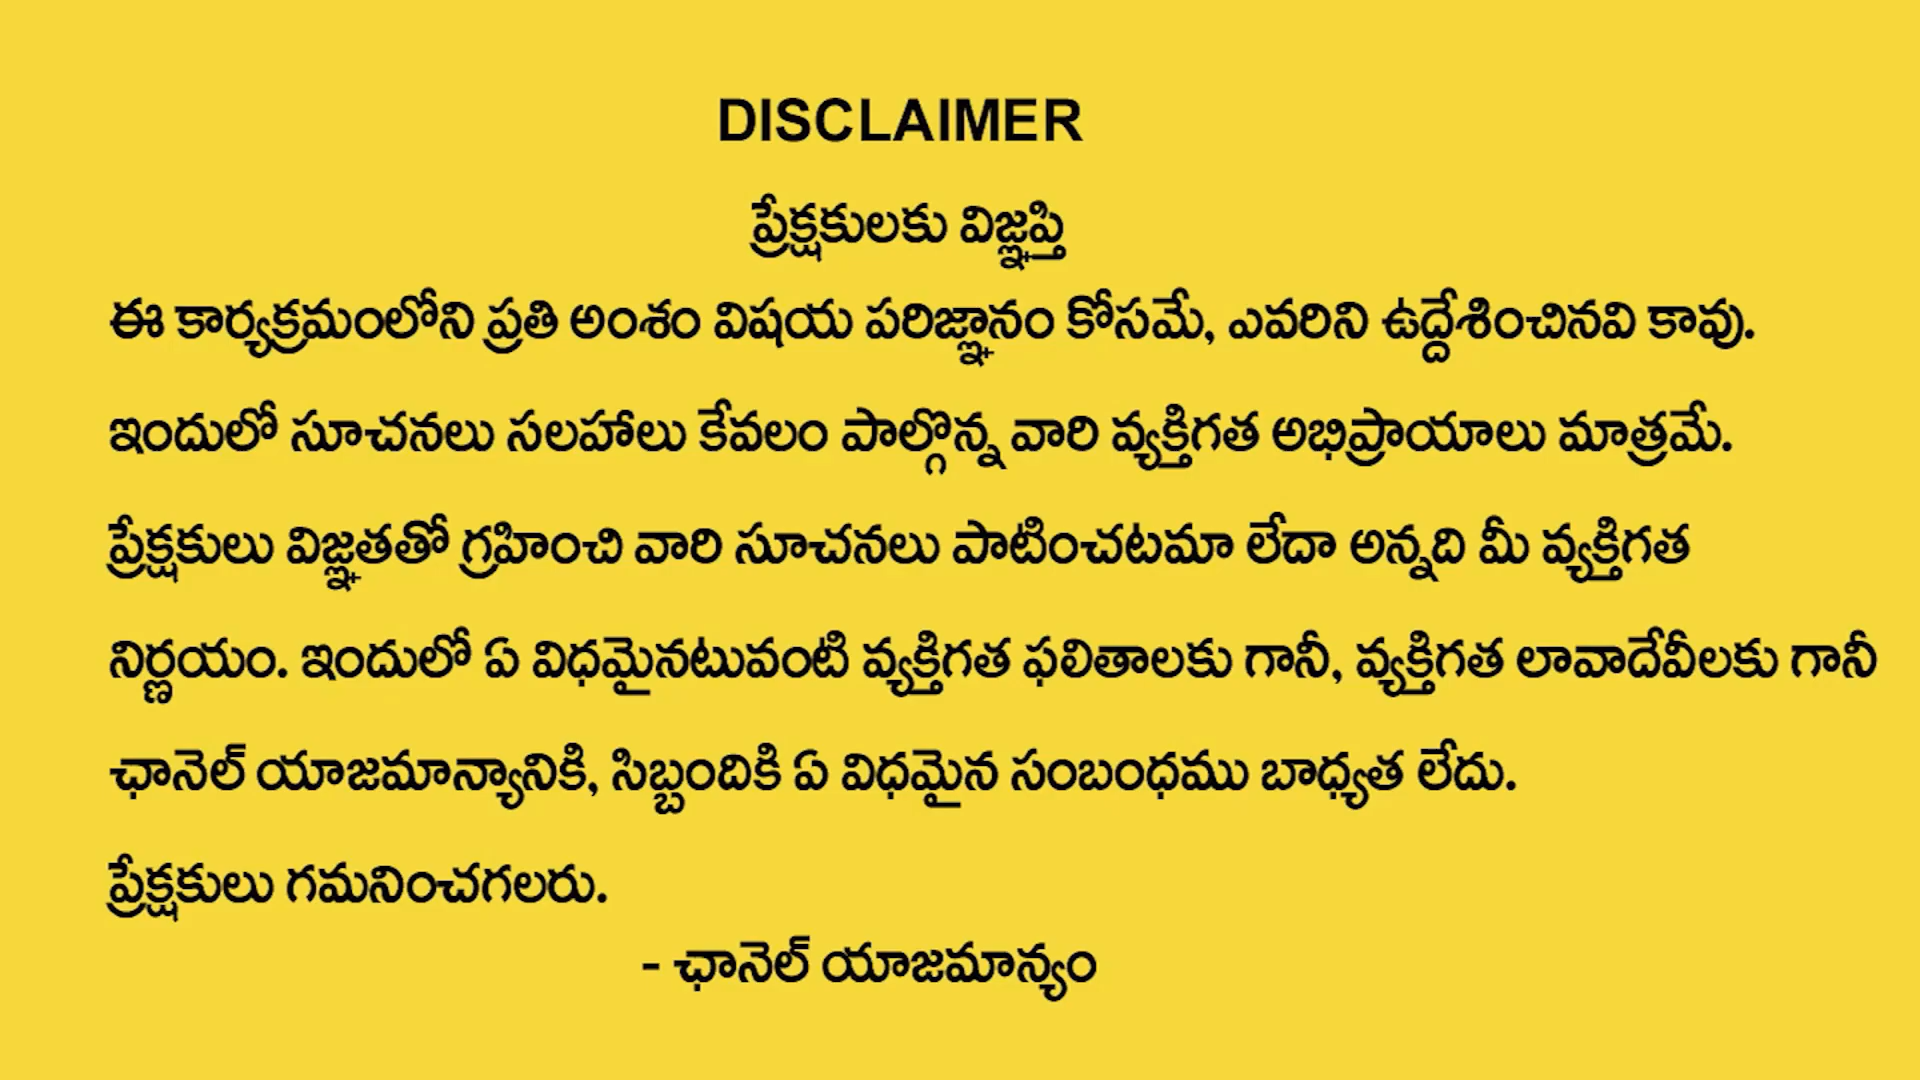 DISCLAIMER
ప్రేక్షకులకు విజ్ఞప్తి
ఈ కార్యక్రమంలోని ప్రతి అంశం విషయ పరిజ్ఞానం కోసమే, ఎవరిని ఉద్దేశించినవి కావు.
ఇందులో సూచనలు సలహాలు కేవలం పాల్గొన్న వారి వ్యక్తిగత అభిప్రాయాలు మాత్రమే.
ప్రేక్షకులు విజ్ఞతతో గ్రహించి వారి సూచనలు పాటించటమా లేదా అన్నది మీ వ్యక్తిగత
నిర్ణయం. ఇందులో ఏ విధమైనటువంటి వ్యక్తిగత ఫలితాలకు గానీ, వ్యక్తిగత లావాదేవీలకు గానీ
ఛానెల్ యాజమాన్యానికి, సిబ్బందికి ఏ విధమైన సంబంధము బాధ్యత లేదు.
ప్రేక్షకులు గమనించగలరు.
- ఛానెల్ యాజమాన్యం